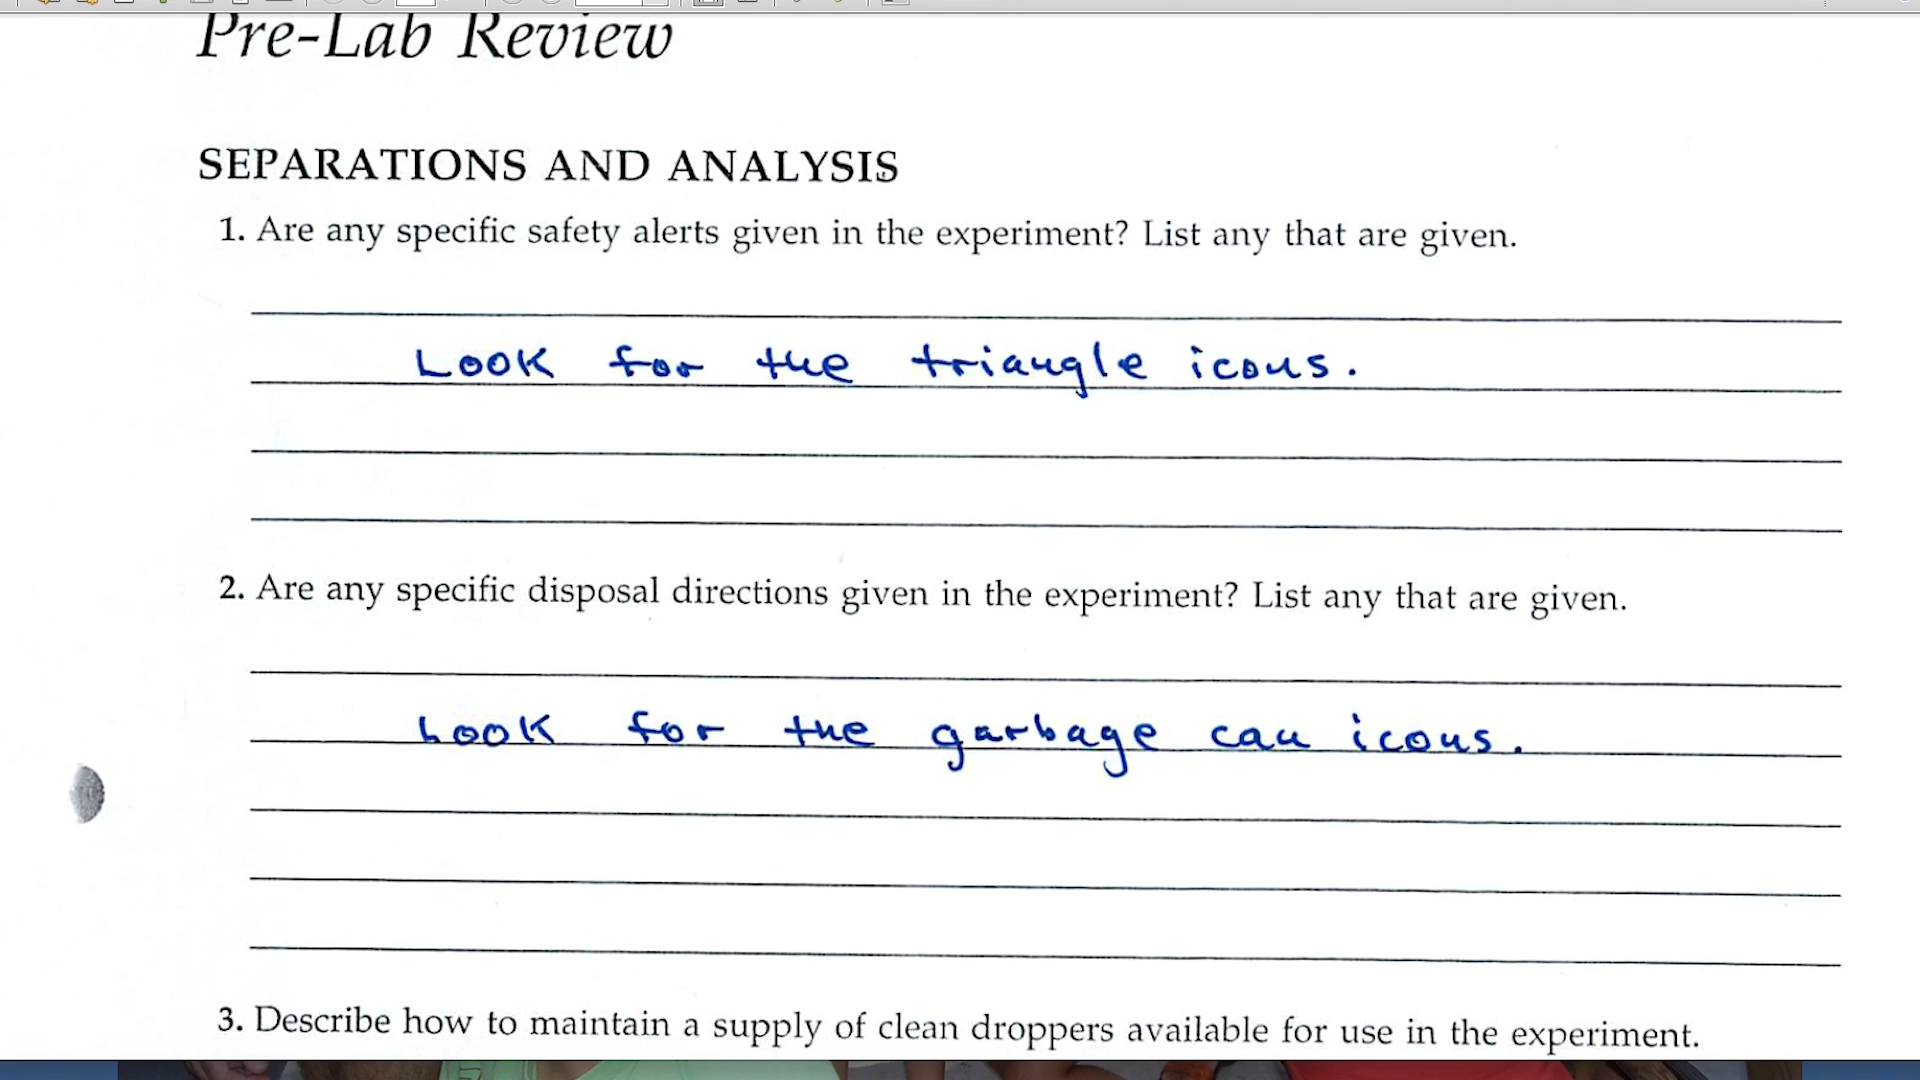 Pre-Lab Review
SEPARATIONS AND ANALYSIS
1. Are any specific safety alerts given in the experiment? List any that are given.
Look for the triangle icons.
2. Are any specific disposal directions given in the experiment? List any that are given.
Look for the garbage can icons.
3. Describe how to maintain a supply of clean droppers available for use in the experiment.